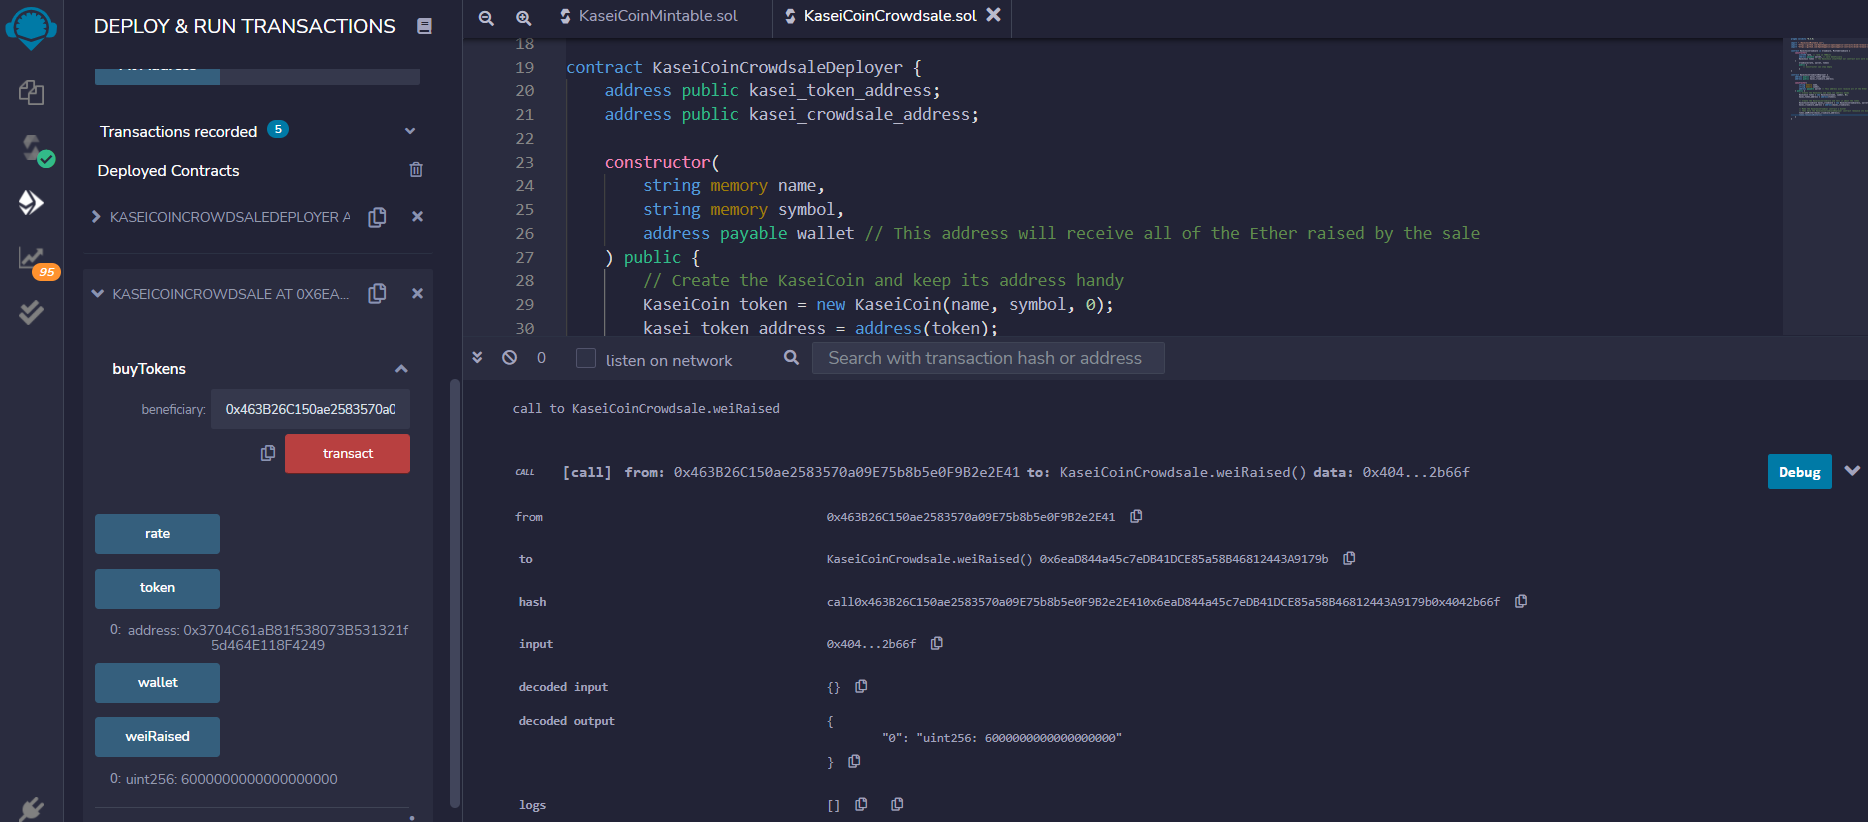 DEPLOY & RUN TRANSACTIONS
Transactions recorded 5
Deployed Contracts
KASEICOINCROWDSALEDEPLOYER A
95
KASEICOINCROWDSALE AT 0X6EA...
buyTokens
beneficiary: 0x463B26C150ae2583570a0
transact
rate
token
0: address: 0x3704C61aB81f538073B531321f
5d464E118F4249
wallet
weiRaised
0: uint256: 6000000000000000000
KaseiCoinMintable.sol
KaseiCoinCrowdsale.sol
18
19 contract KaseiCoinCrowdsaleDeployer {
20 address public kasei_token_address;
21 address public kasei_crowdsale_address;
22
23 constructor(
24 string memory name,
25 string memory symbol,
26 address payable wallet // This address will receive all of the Ether raised by the sale
27 ) public {
28 // Create the KaseiCoin and keep its address handy
29 KaseiCoin token = new KaseiCoin(name, symbol, 0);
30 kasei_token_address = address(token);
0 listen on network Search with transaction hash or address
call to KaseiCoinCrowdsale.weiRaised
CALL [call] from: 0x463B26C150ae2583570a09E75b8b5e0F9B2e2E41 to: KaseiCoinCrowdsale.weiRaised() data: 0x404...2b66f
Debug
from 0x463B26C150ae2583570a09E75b8b5e0F9B2e2E41
to KaseiCoinCrowdsale.weiRaised() 0x6eaD844a45c7eDB41DCE85a58B46812443A9179b
hash call0x463B26C150ae2583570a09E75b8b5e0F9B2e2E410x6eaD844a45c7eDB41DCE85a58B46812443A9179b0x4042b66f
input 0x404...2b66f
decoded input {}
decoded output {
"0": "uint256: 6000000000000000000"
}
logs []